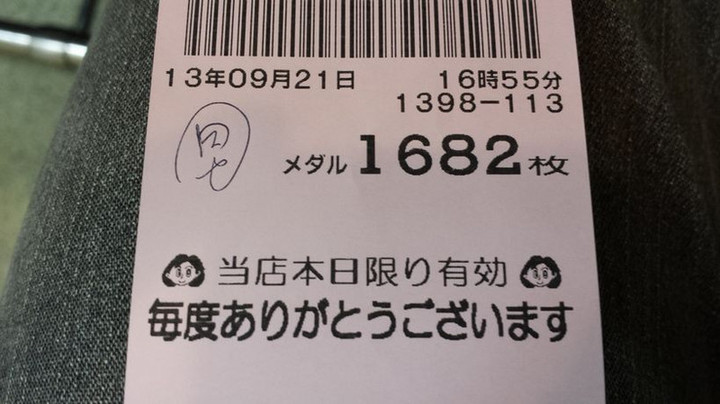 13年09月21日 16時55分
1398-113
メダル 1682枚
当店本日限り有効
毎度ありがとうございます